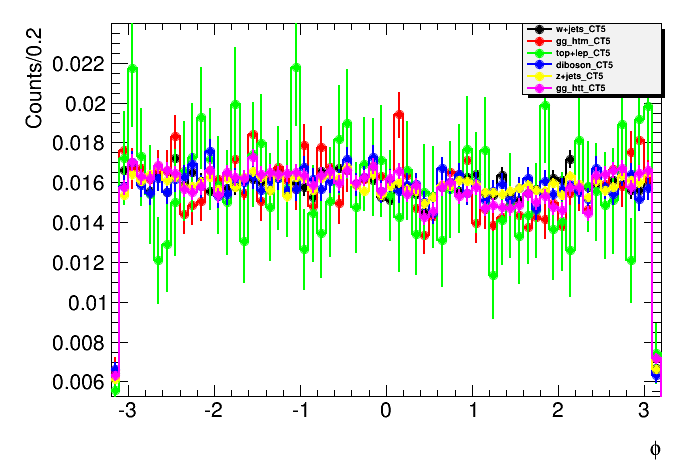 Counts/0.2
0.022
0.02
0.018
0.016
0.014
0.012
0.01
0.008
0.006
-3 -2 -1 0 1 2 3
ϕ
w+jets_CT5
gg_htm_CT5
top+lep_CT5
diboson_CT5
z+jets_CT5
gg_htt_CT5